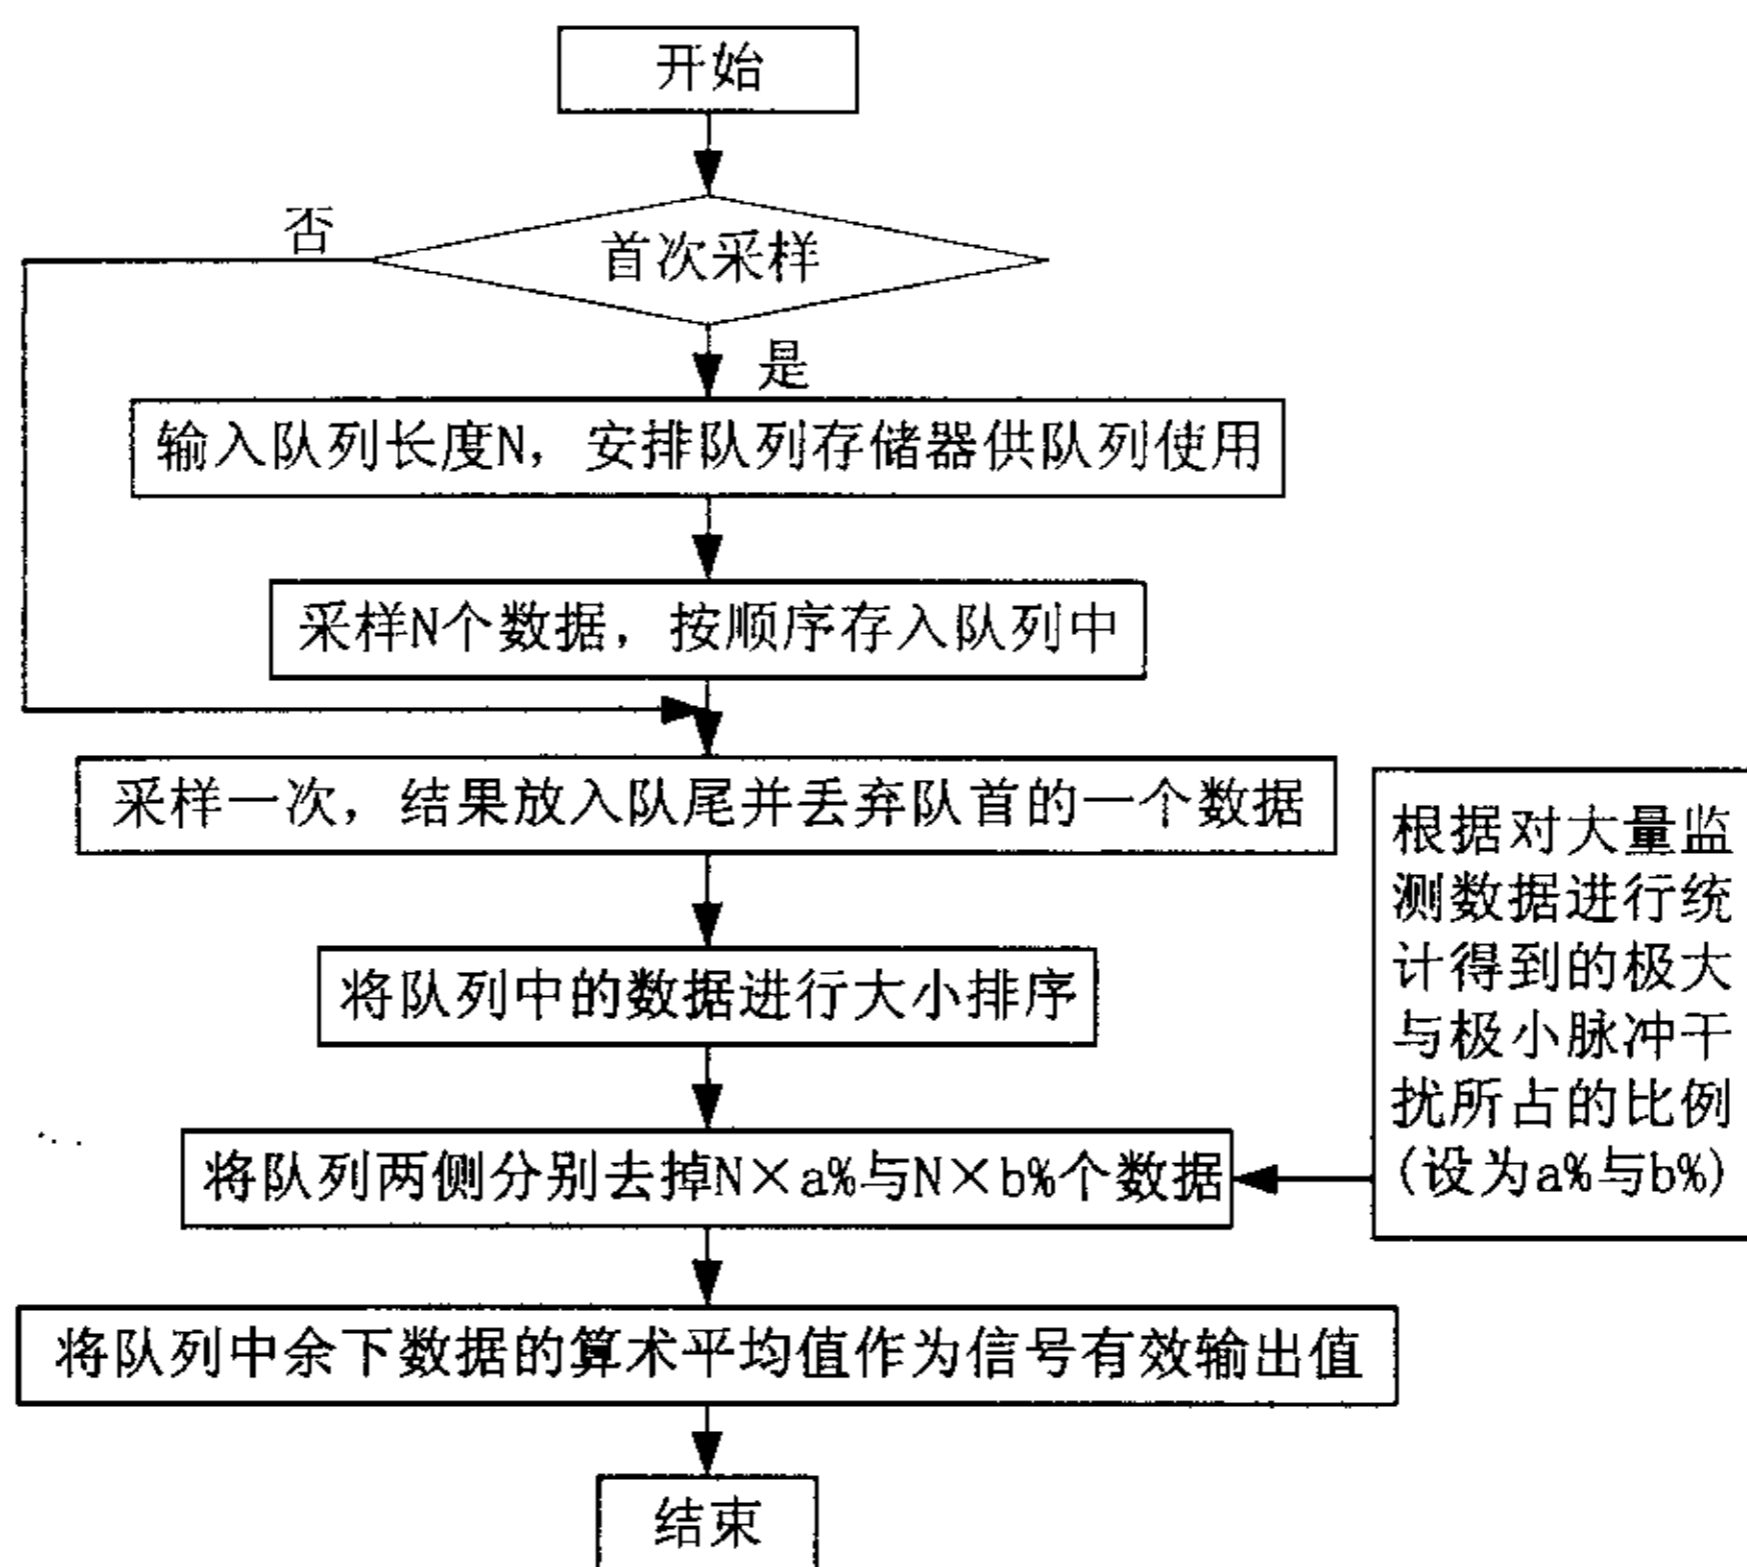 开始
否
首次采样
是
输入队列长度N，安排队列存储器供队列使用
采样N个数据，按顺序存入队列中
采样一次，结果放入队尾并丢弃队首的一个数据
根据对大量监
测数据进行统
计得到的极大
与极小脉冲干
扰所占的比例
(设为a%与b%)
将队列中的数据进行大小排序
将队列两侧分别去掉N×a%与N×b%个数据
将队列中余下数据的算术平均值作为信号有效输出值
结束